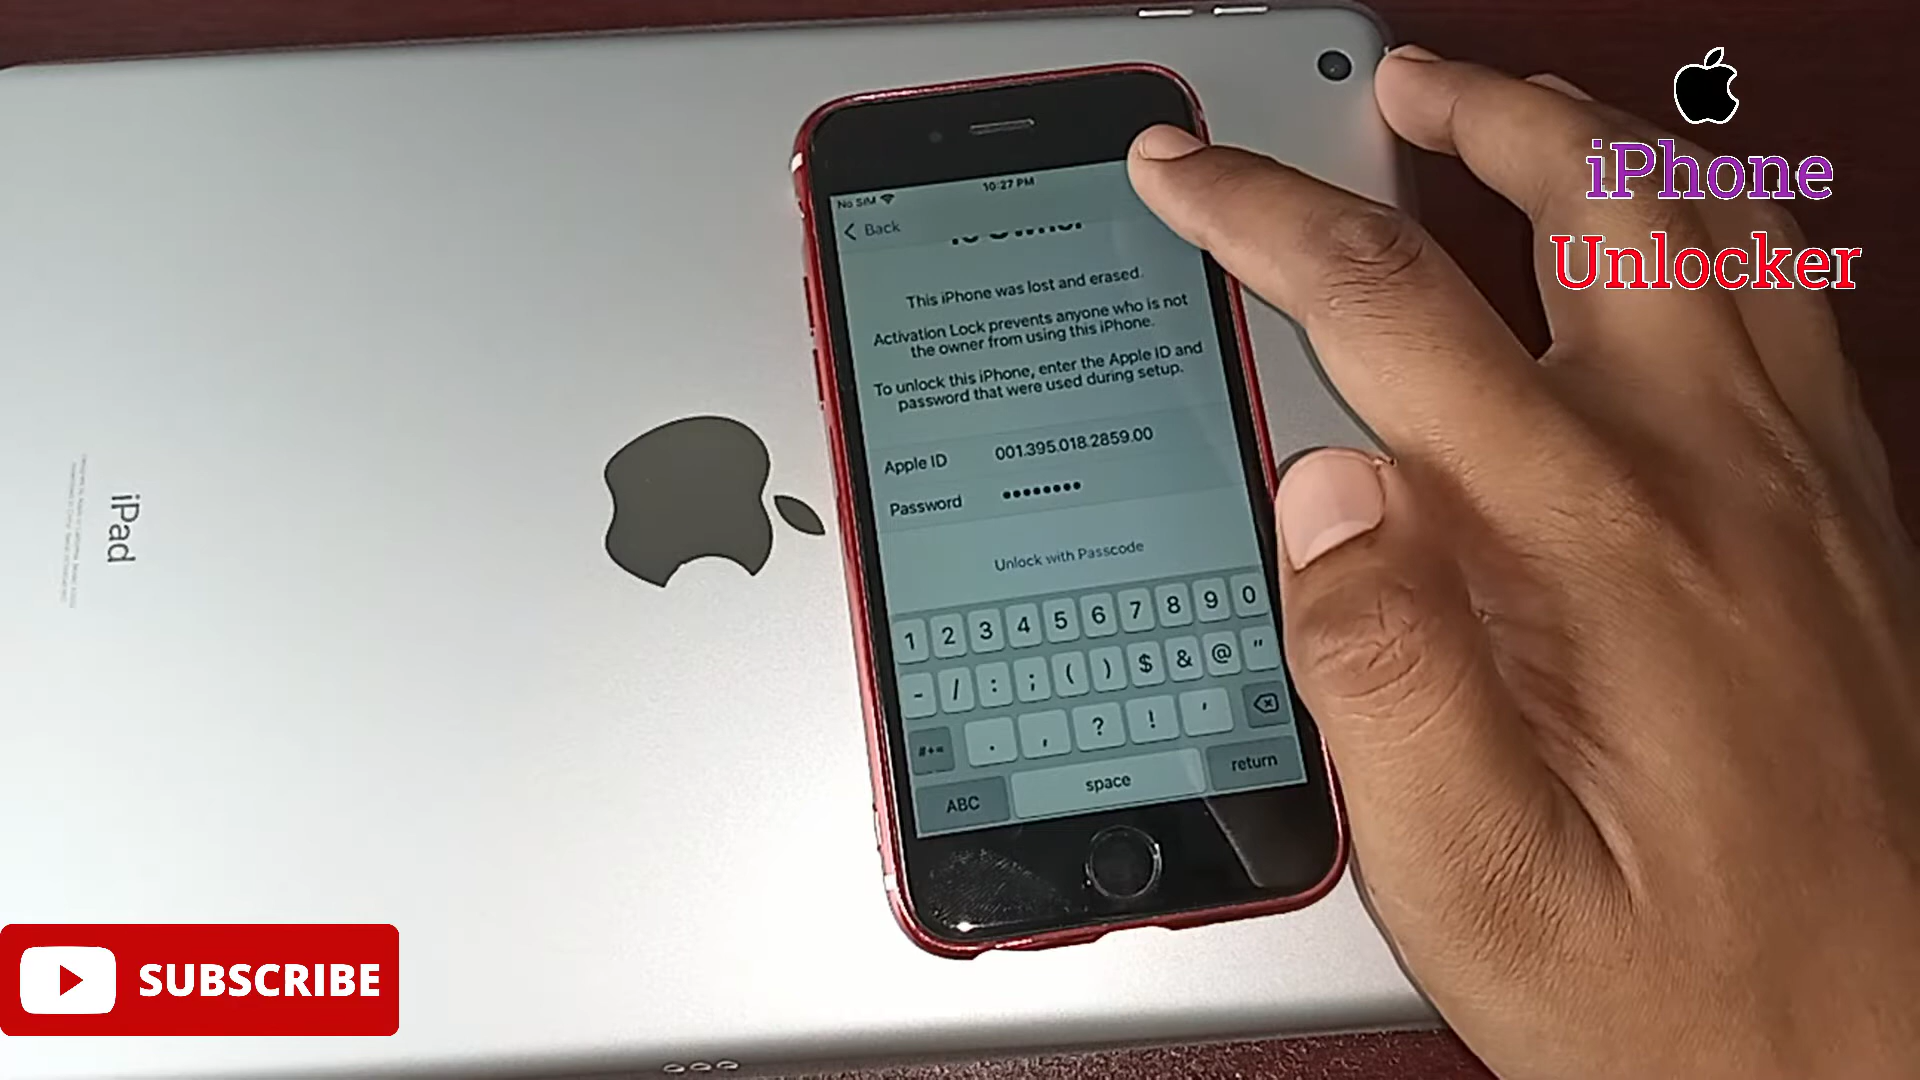 iPhone
Unlocker
No SIM
10:27 PM
Back
to Owner
This iPhone was lost and erased.
Activation Lock prevents anyone who is not
the owner from using this iPhone.
To unlock this iPhone, enter the Apple ID and
password that were used during setup.
Apple ID 001.395.018.2859.00
Password ••••••••
Unlock with Passcode
1 2 3 4 5 6 7 8 9 0
- / : ; ( ) $ & @ "
#+= . , ? ! '
ABC space return
iPad
SUBSCRIBE